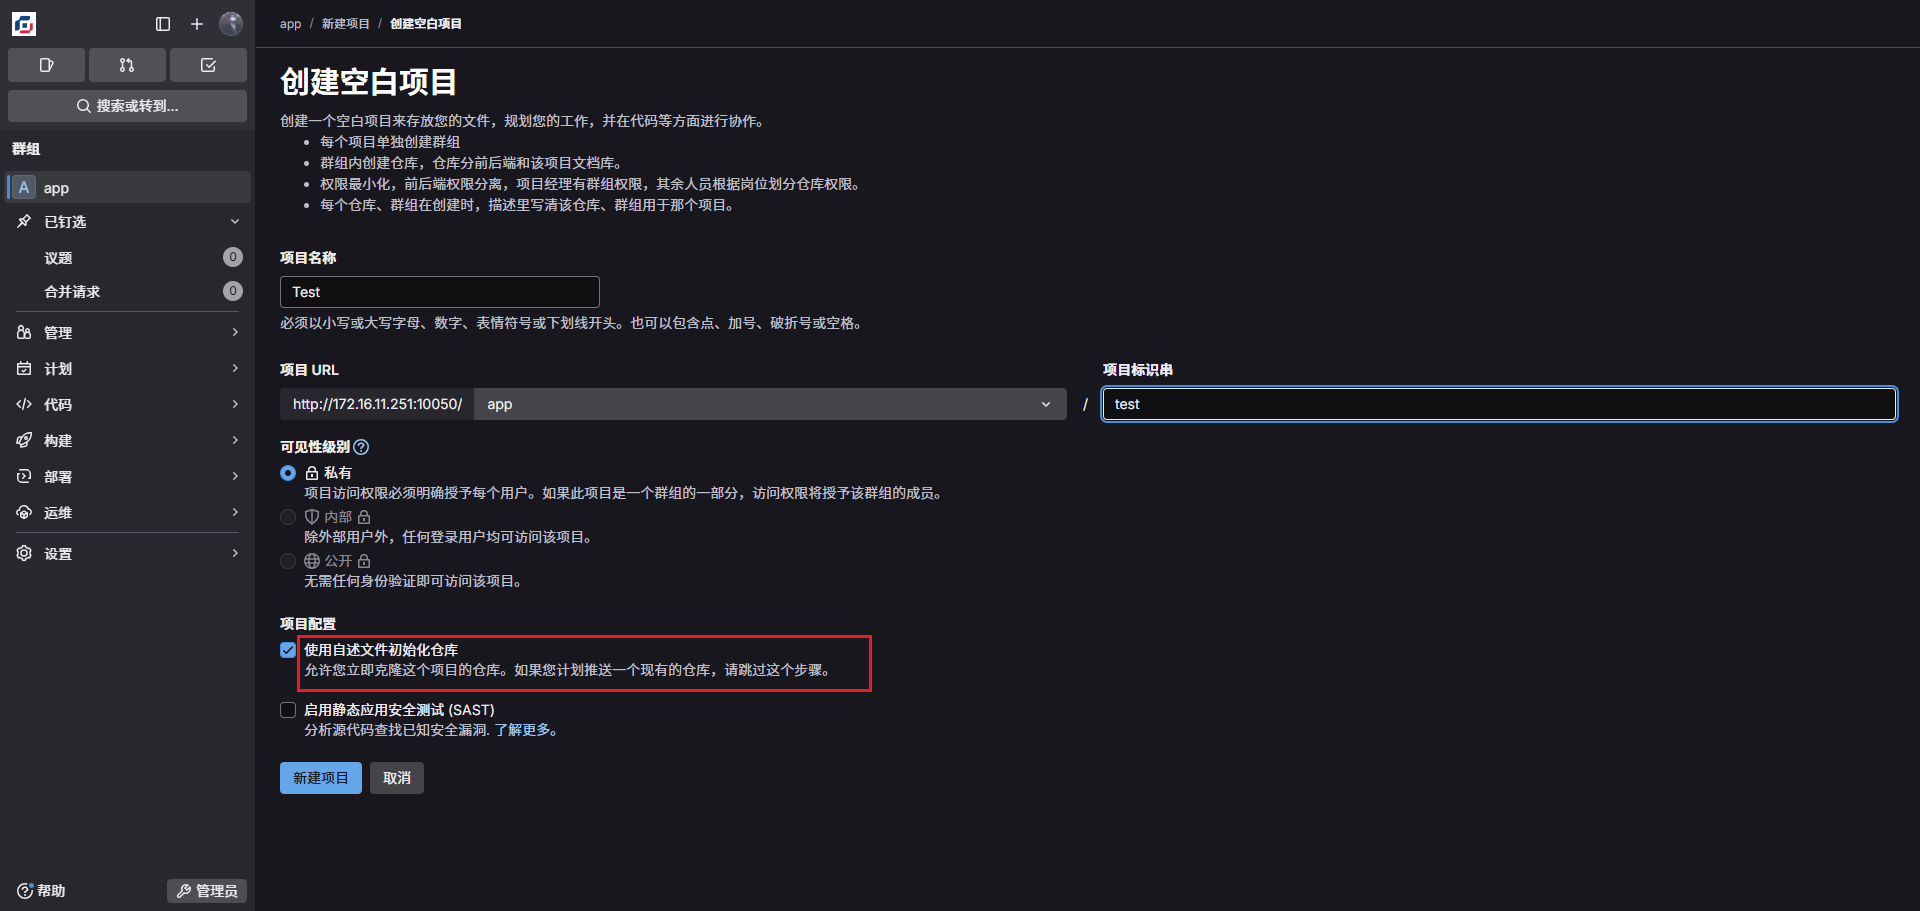 app / 新建项目 / 创建空白项目
搜索或转到...
群组
A app
已钉选
议题 0
合并请求 0
管理
计划
代码
构建
部署
运维
设置
帮助
管理员
创建空白项目
创建一个空白项目来存放您的文件，规划您的工作，并在代码等方面进行协作。
• 每个项目单独创建群组
• 群组内创建仓库，仓库分前后端和该项目文档库。
• 权限最小化，前后端权限分离，项目经理有群组权限，其余人员根据岗位划分仓库权限。
• 每个仓库、群组在创建时，描述里写清该仓库、群组用于那个项目。
项目名称
Test
必须以小写或大写字母、数字、表情符号或下划线开头。也可以包含点、加号、破折号或空格。
项目 URL
http://172.16.11.251:10050/ app /
项目标识串
test
可见性级别
私有
项目访问权限必须明确授予每个用户。如果此项目是一个群组的一部分，访问权限将授予该群组的成员。
内部
除外部用户外，任何登录用户均可访问该项目。
公开
无需任何身份验证即可访问该项目。
项目配置
使用自述文件初始化仓库
允许您立即克隆这个项目的仓库。如果您计划推送一个现有的仓库，请跳过这个步骤。
启用静态应用安全测试 (SAST)
分析源代码查找已知安全漏洞. 了解更多。
新建项目 取消